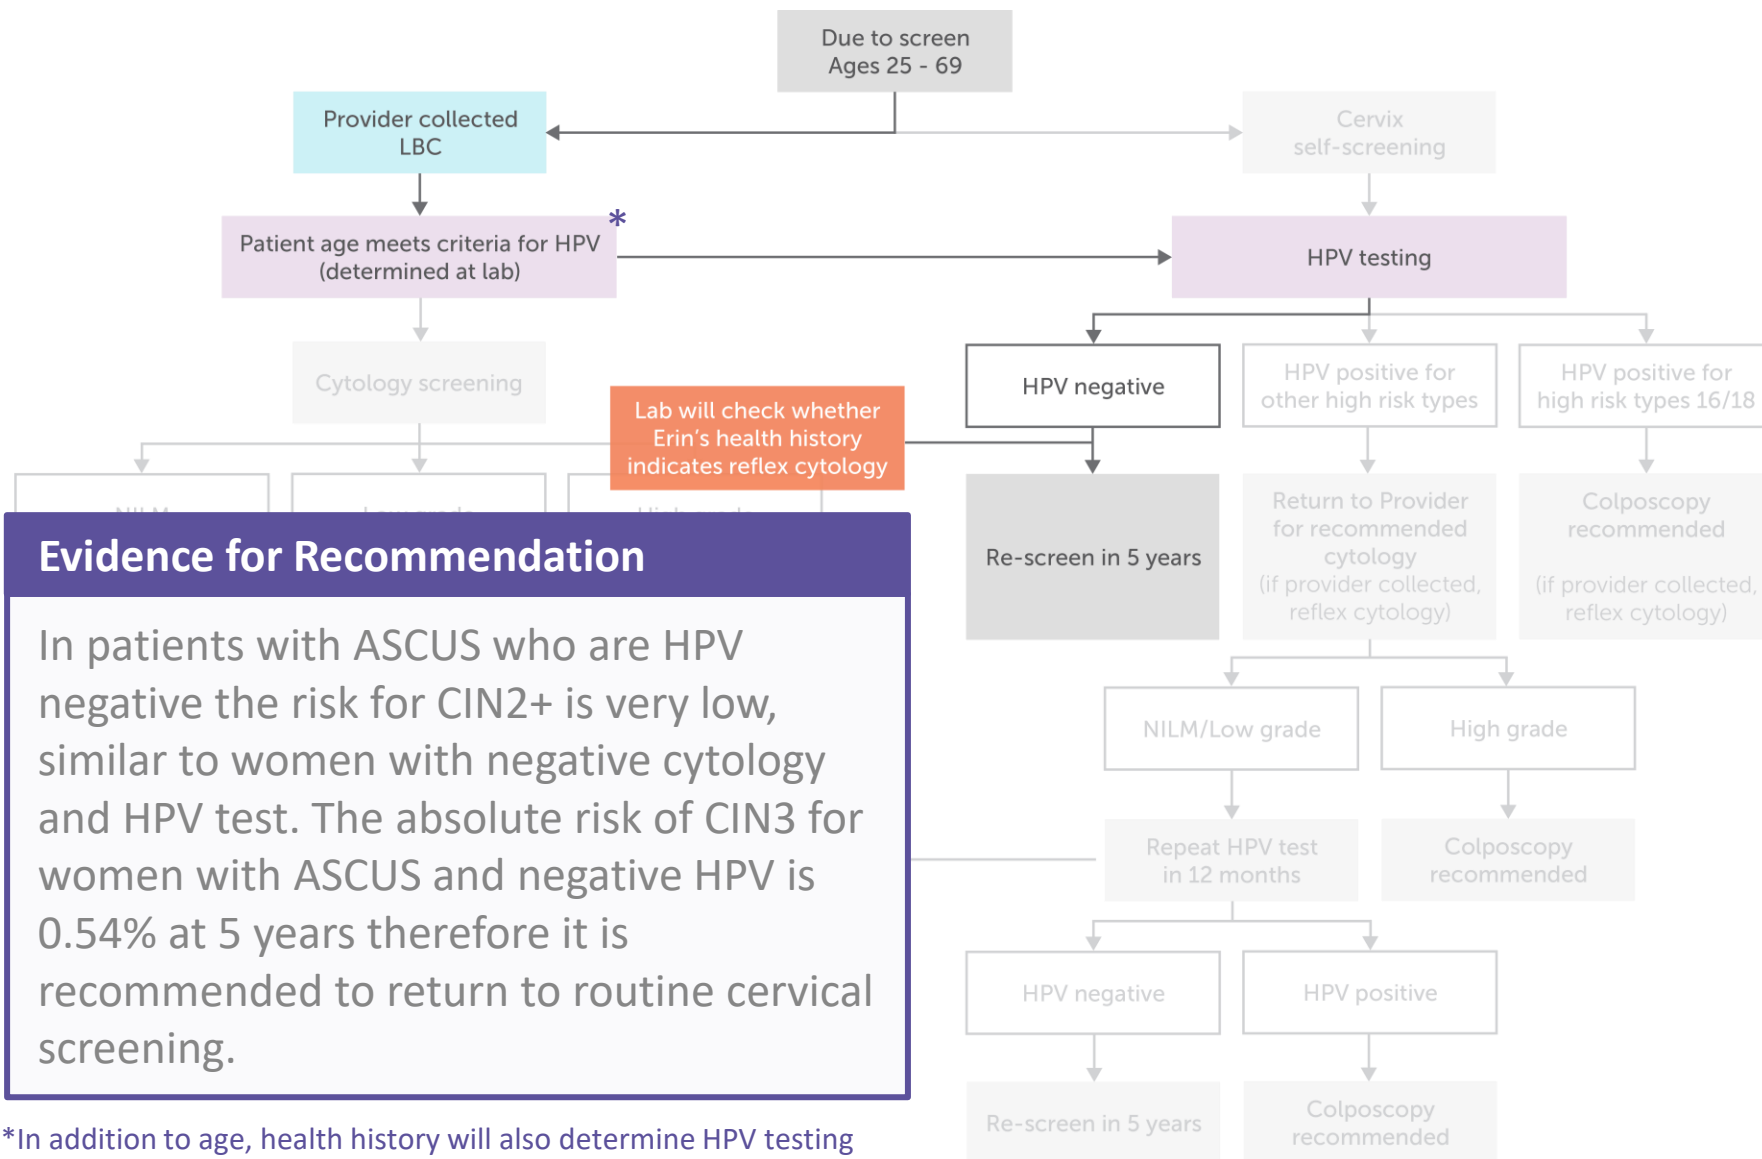 Due to screen
Ages 25 - 69
Provider collected
LBC
Cervix
self-screening
*
Patient age meets criteria for HPV
(determined at lab)
HPV testing
Cytology screening
Lab will check whether
Erin's health history
indicates reflex cytology
HPV negative
HPV positive for
other high risk types
HPV positive for
high risk types 16/18
NILM
Low grade
High grade
Re-screen in 5 years
Return to Provider
for recommended
cytology
(if provider collected,
reflex cytology)
Colposcopy
recommended
(if provider collected,
reflex cytology)
Evidence for Recommendation
In patients with ASCUS who are HPV
negative the risk for CIN2+ is very low,
similar to women with negative cytology
and HPV test. The absolute risk of CIN3 for
women with ASCUS and negative HPV is
0.54% at 5 years therefore it is
recommended to return to routine cervical
screening.
NILM/Low grade
High grade
Repeat HPV test
in 12 months
Colposcopy
recommended
HPV negative
HPV positive
Re-screen in 5 years
Colposcopy
recommended
*In addition to age, health history will also determine HPV testing